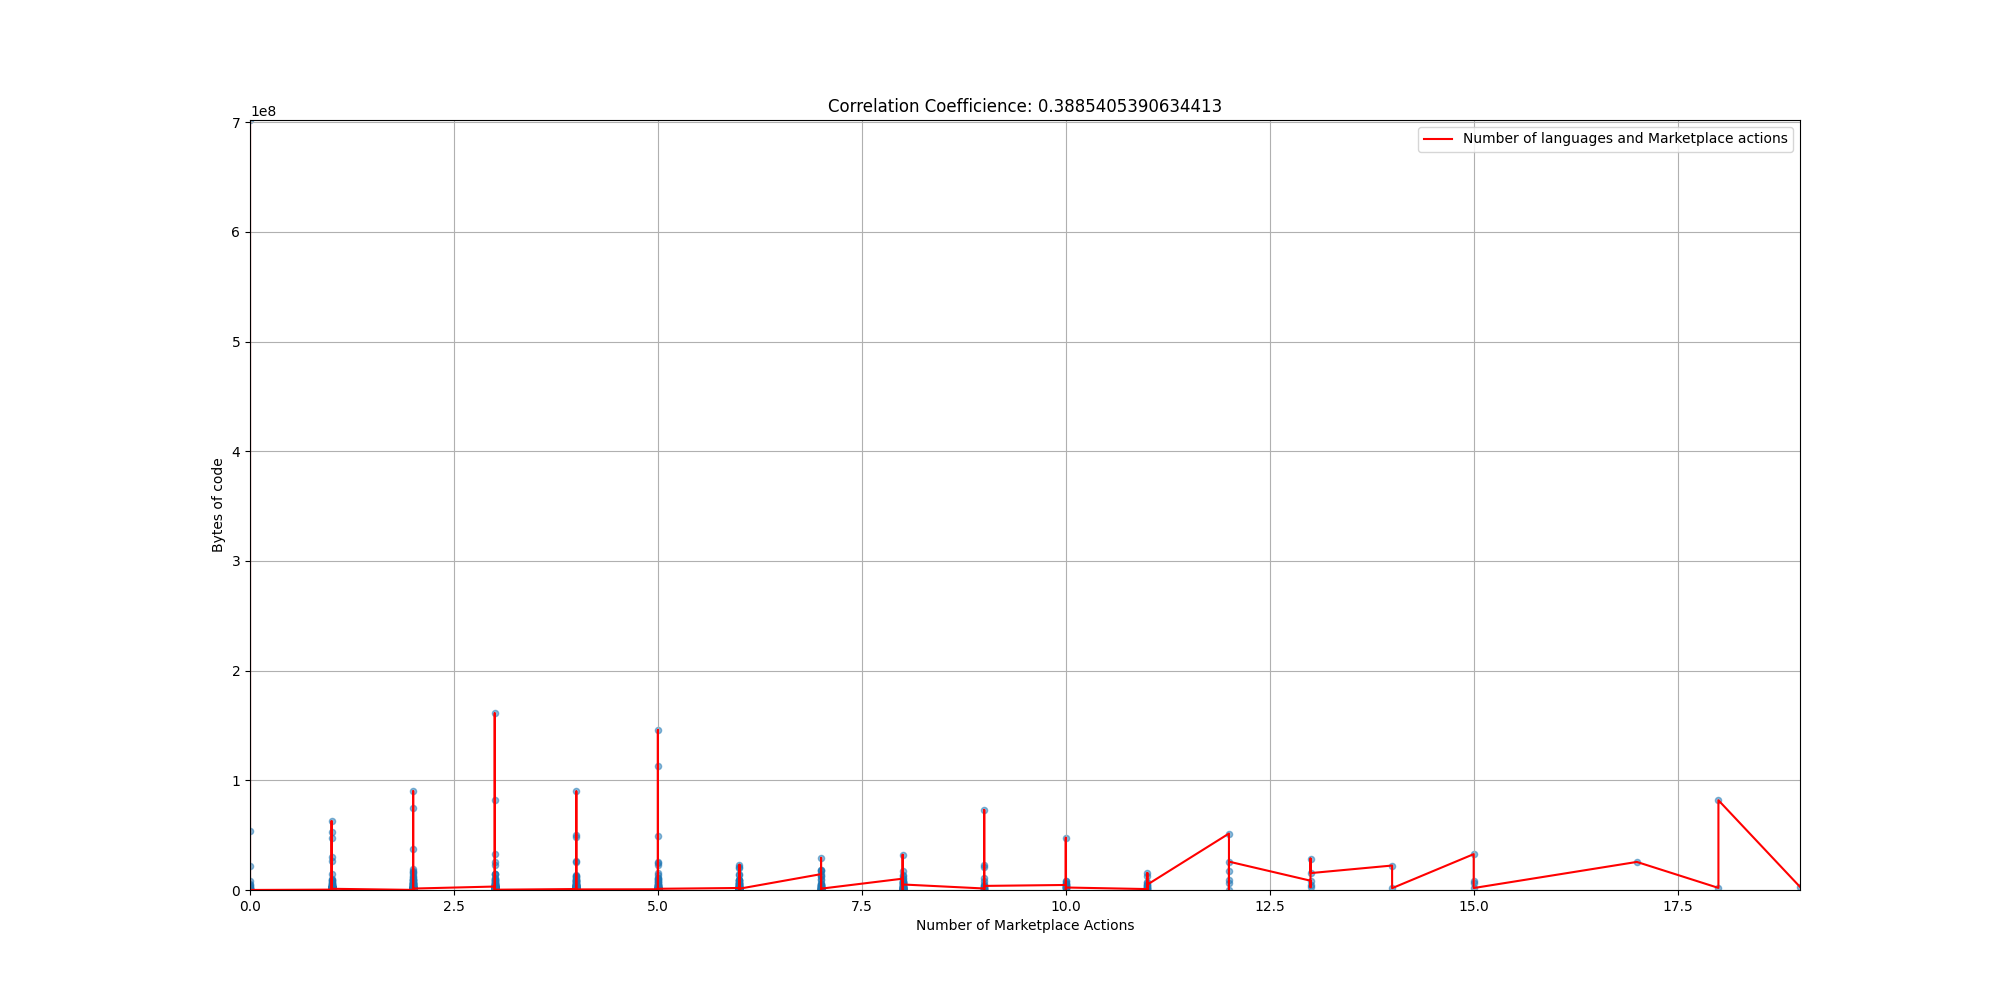 Correlation Coefficience: 0.3885405390634413
1e8
Number of languages and Marketplace actions
7
6
5
4
3
2
1
0
Bytes of code
0.0 2.5 5.0 7.5 10.0 12.5 15.0 17.5
Number of Marketplace Actions